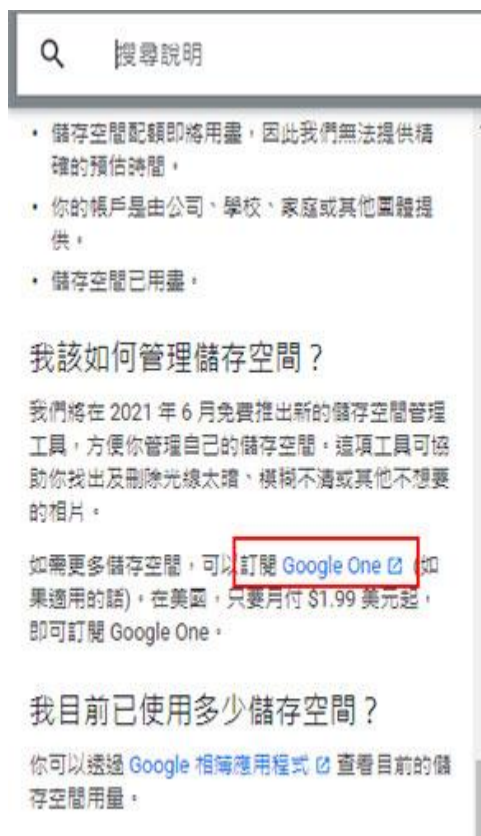 搜尋說明
• 儲存空間配額即將用盡，因此我們無法提供精
確的預估時間。
• 你的帳戶是由公司、學校、家庭或其他團體提
供。
• 儲存空間已用盡。
我該如何管理儲存空間？
我們將在 2021 年 6 月免費推出新的儲存空間管理
工具，方便你管理自己的儲存空間。這項工具可協
助你找出及刪除光線太暗、模糊不清或其他不想要
的相片。
如需更多儲存空間，可以訂閱 Google One (如
果適用的話)。在美國，只要月付 $1.99 美元起，
即可訂閱 Google One。
我目前已使用多少儲存空間？
你可以透過 Google 相簿應用程式 查看目前的儲
存空間用量。